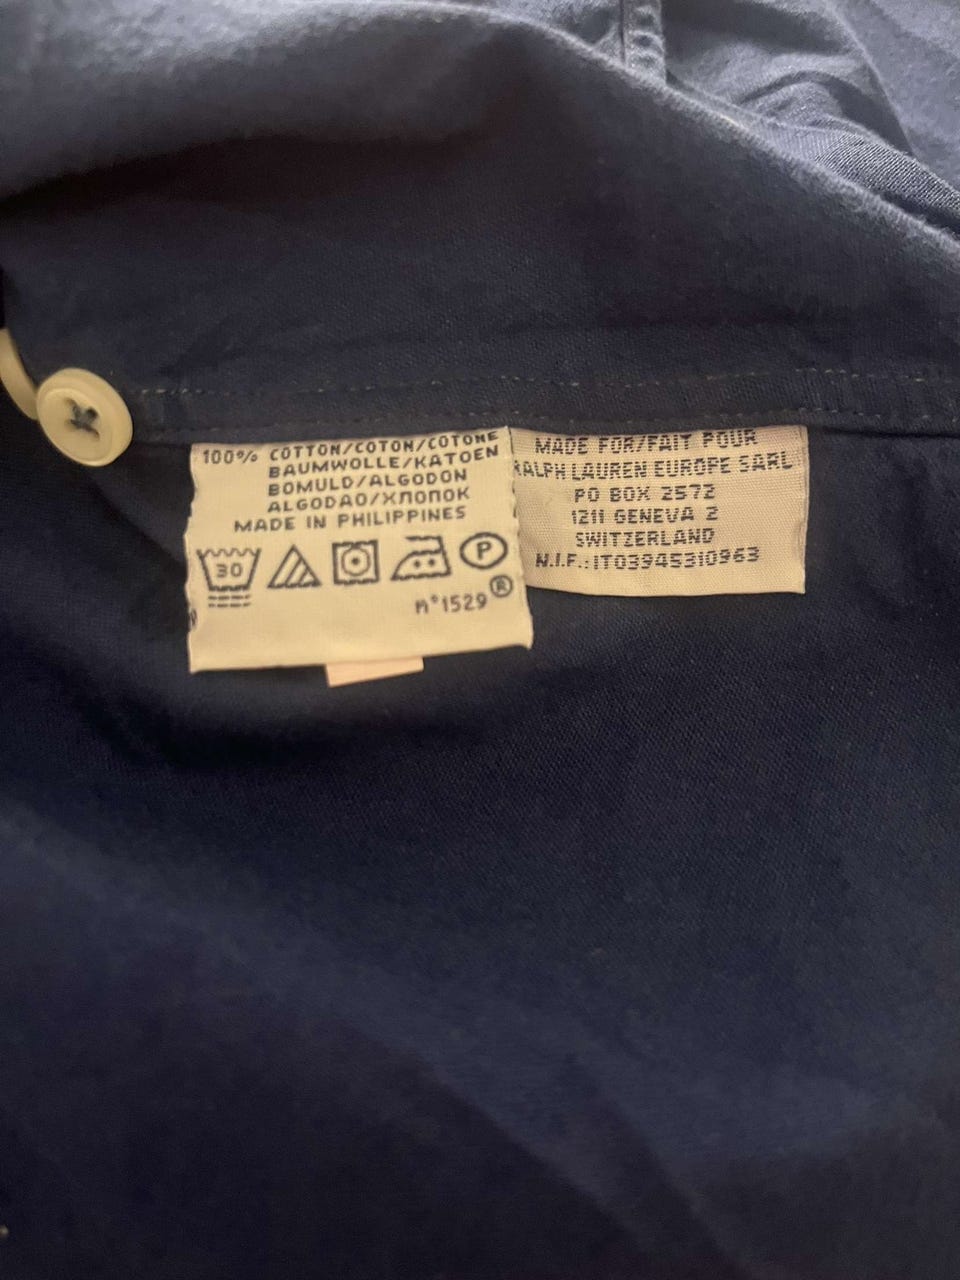 100% COTTON/COTON/COTONE
BAUMWOLLE/KATOEN
BOMULD/ALGODON
ALGODAO/ХЛОПОК
MADE IN PHILIPPINES
30
P
n°1529®
MADE FOR/FAIT POUR
RALPH LAUREN EUROPE SARL
PO BOX 2572
1211 GENEVA 2
SWITZERLAND
N.I.F.:IT03945310963